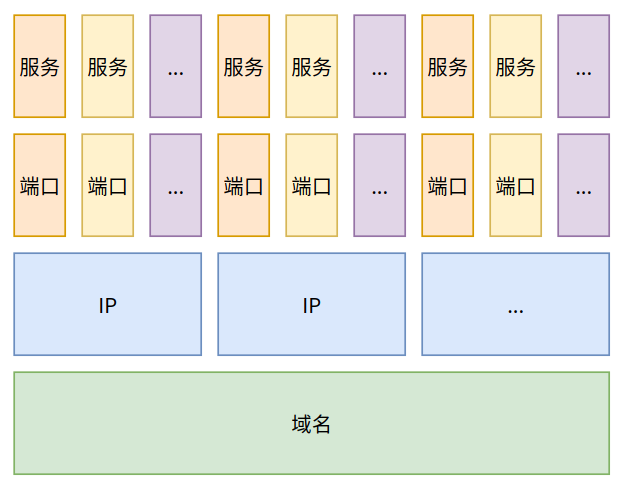 服务 服务 ... 服务 服务 ... 服务 服务 ...
端口 端口 ... 端口 端口 ... 端口 端口 ...
IP IP ...
域名